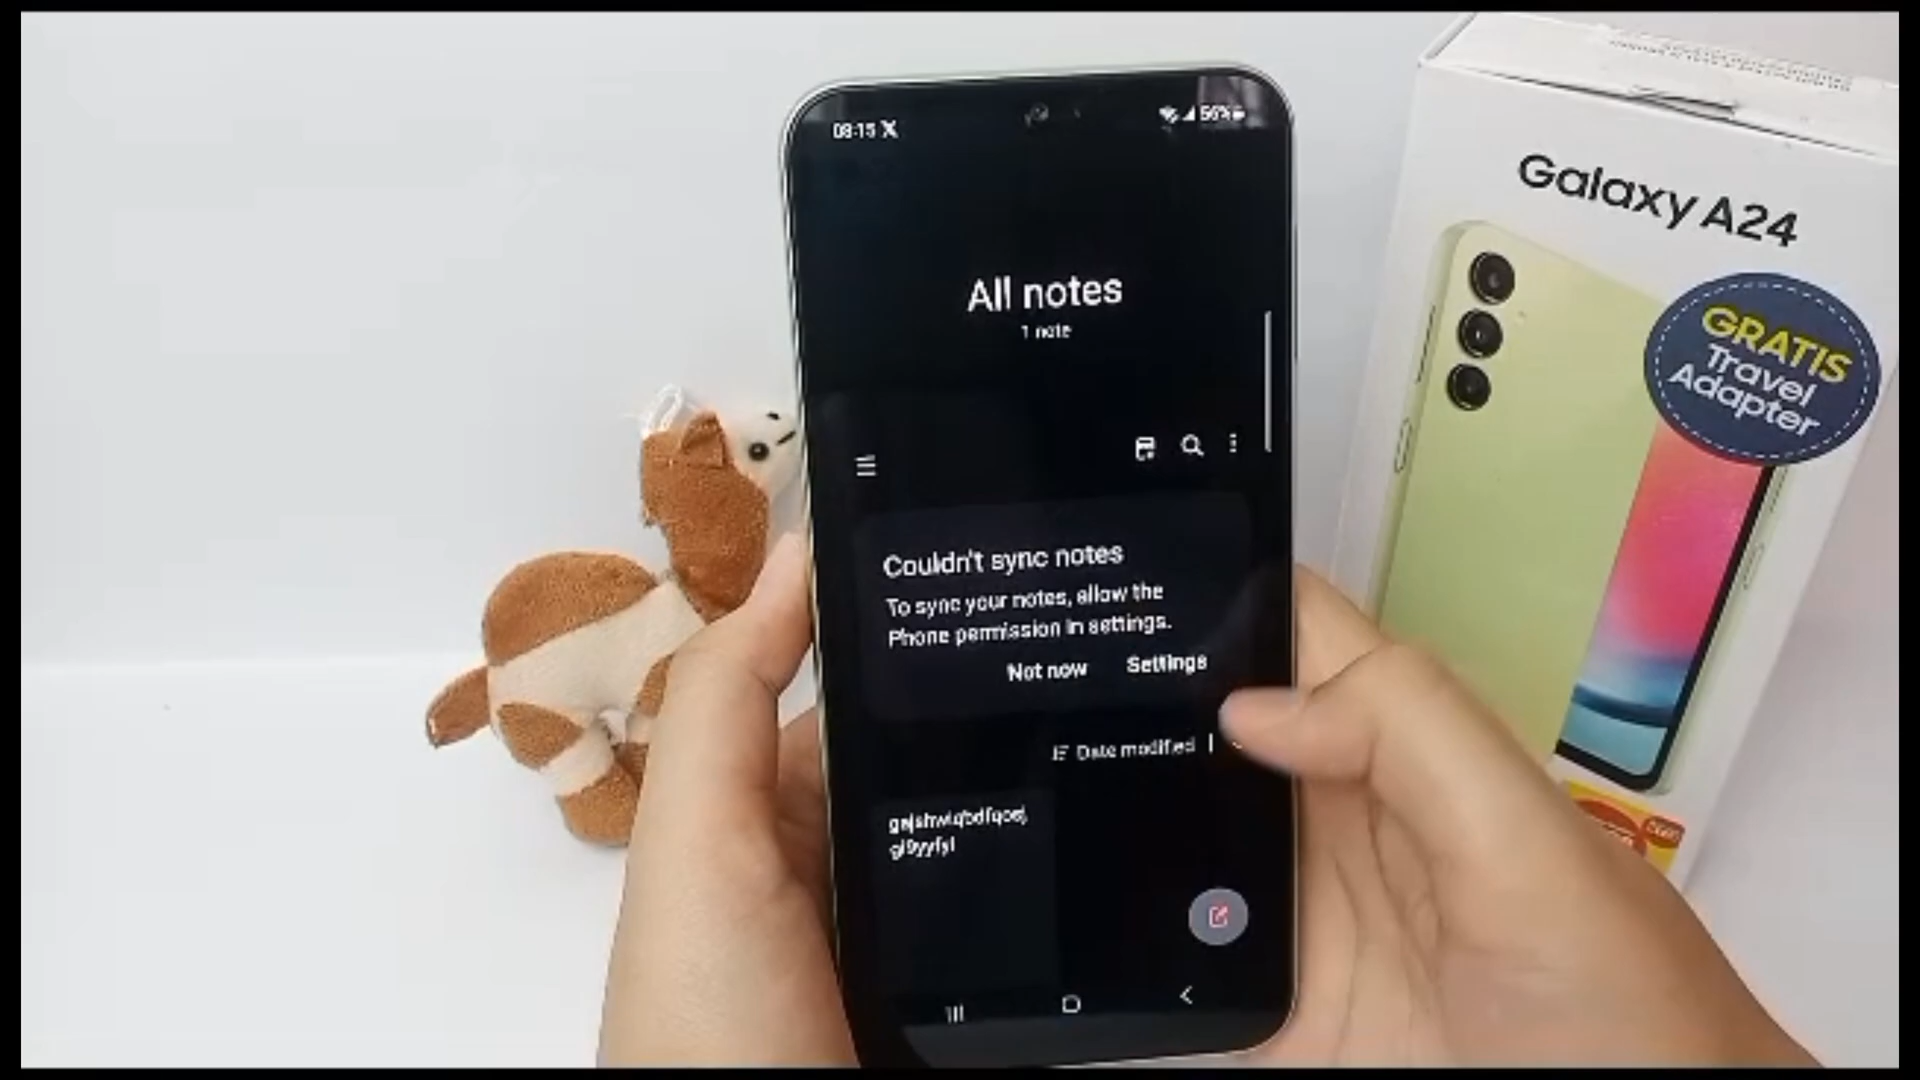 08:15 X
56%
All notes
1 note
Couldn't sync notes
To sync your notes, allow the
Phone permission in settings.
Not now
Settings
Date modified
Galaxy A24
GRATIS
Travel
Adapter